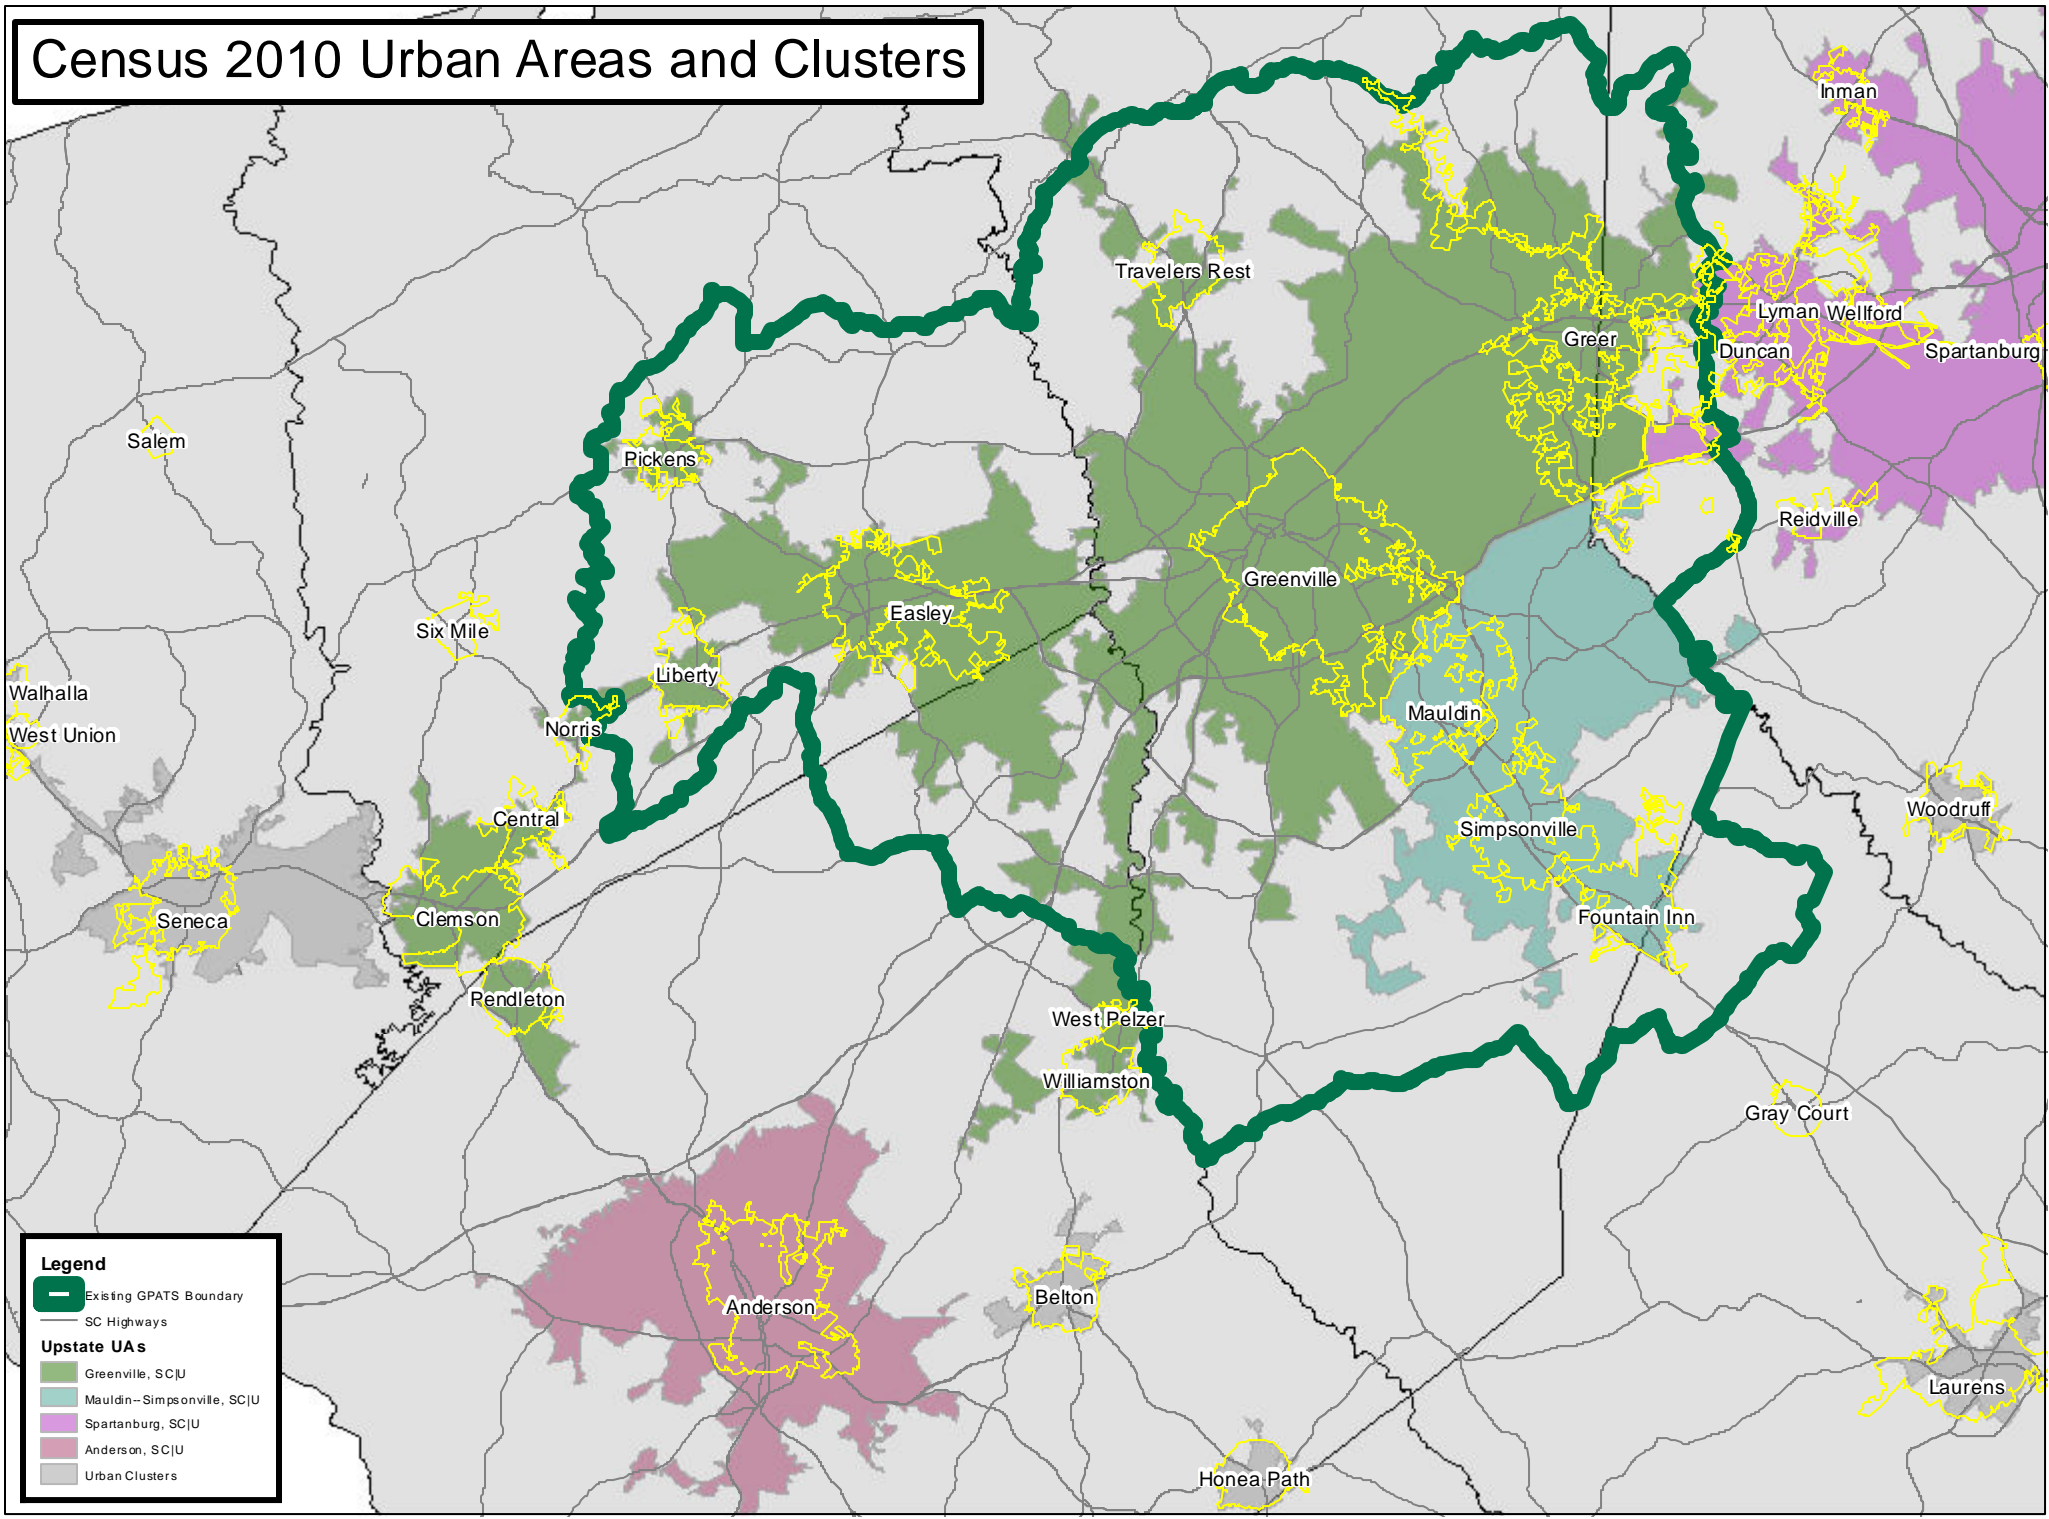 Census 2010 Urban Areas and Clusters
Inman
Travelers Rest
Lyman
Wellford
Greer
Duncan
Spartanburg
Salem
Pickens
Reidville
Greenville
Easley
Six Mile
Liberty
Walhalla
Mauldin
Norris
West Union
Woodruff
Central
Simpsonville
Clemson
Seneca
Fountain Inn
Pendleton
West Pelzer
Williamston
Gray Court
Belton
Anderson
Laurens
Honea Path
Legend
Existing GPATS Boundary
SC Highways
Upstate UAs
Greenville, SC|U
Mauldin--Simpsonville, SC|U
Spartanburg, SC|U
Anderson, SC|U
Urban Clusters